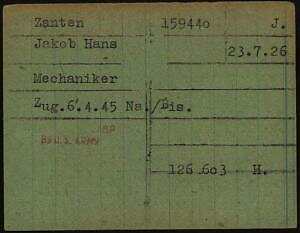 Zanten 159440 J.
Jakob Hans 23.7.26
Mechaniker
Zug.6.4.45 Na./Bis.
126 603 H.